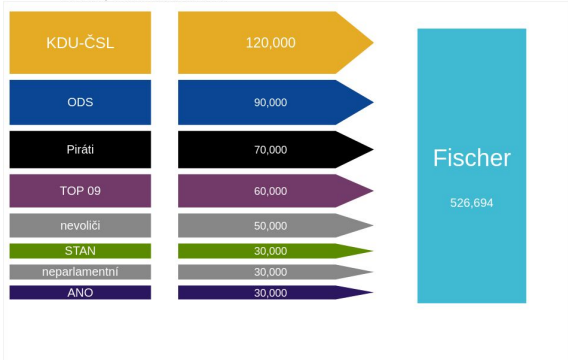 KDU-ČSL 120,000
ODS 90,000
Piráti 70,000
TOP 09 60,000
nevoliči 50,000
STAN 30,000
neparlamentní 30,000
ANO 30,000
Fischer
526,694